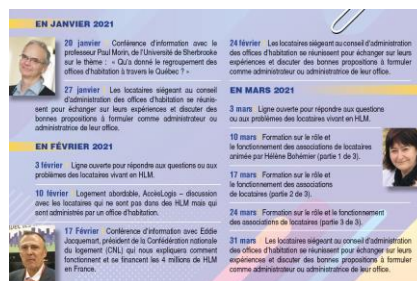 EN JANVIER 2021
20 janvier Conférence d'information avec le
professeur Paul Morin, de l'Université de Sherbrooke
sur le thème : « Qu'a donné le regroupement des
offices d'habitation à travers le Québec ? »
27 janvier Les locataires siégeant au conseil
d'administration des offices d'habitation se réunis-
sent pour échanger sur leurs expériences et discuter des bonnes
propositions à formuler comme administrateur ou
administratrice de leur office.
EN FÉVRIER 2021
3 février Ligne ouverte pour répondre aux questions ou aux
problèmes des locataires vivant en HLM.
10 février Logement abordable, AccèsLogis – discussion
avec les locataires qui ne sont pas dans des HLM mais qui
sont administrés par un office d'habitation.
17 Février Conférence d'information avec Eddie
Jacquemart, président de la Confédération nationale
du logement (CNL) qui nous expliquera comment
fonctionnent et se financent les 4 millions de HLM
en France.
24 février Les locataires siégeant au conseil d'administration
des offices d'habitation se réunissent pour échanger sur leurs
expériences et discuter des bonnes propositions à formuler
comme administrateur ou administratrice de leur office.
EN MARS 2021
3 mars Ligne ouverte pour répondre aux questions
ou aux problèmes des locataires vivant en HLM.
10 mars Formation sur le rôle et
le fonctionnement des associations de locataires
animée par Hélène Bohémier (partie 1 de 3).
17 mars Formation sur le rôle et
le fonctionnement des associations
de locataires (partie 2 de 3).
24 mars Formation sur le rôle et le fonctionnement
des associations de locataires (partie 3 de 3).
31 mars Les locataires siégeant au conseil d'administration
des offices d'habitation se réunissent pour échanger sur leurs
expériences et discuter des bonnes propositions à formuler
comme administrateur ou administratrice de leur office.